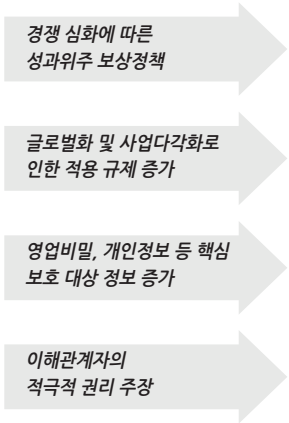 경쟁 심화에 따른
성과위주 보상정책
글로벌화 및 사업다각화로
인한 적용 규제 증가
영업비밀, 개인정보 등 핵심
보호 대상 정보 증가
이해관계자의
적극적 권리 주장